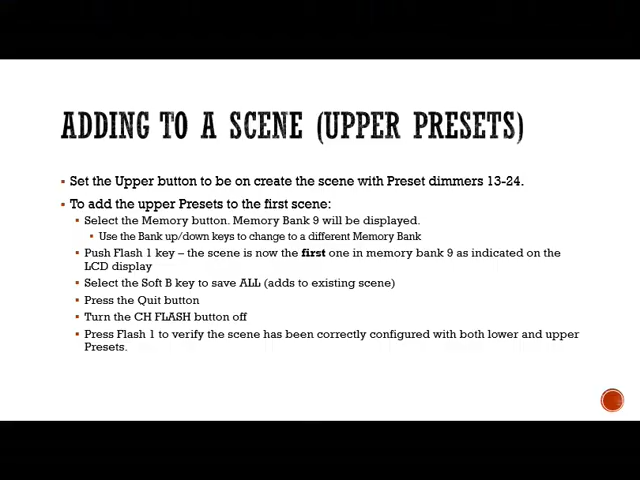 ADDING TO A SCENE (UPPER PRESETS)
Set the Upper button to be on create the scene with Preset dimmers 13-24.
To add the upper Presets to the first scene:
Select the Memory button. Memory Bank 9 will be displayed.
Use the Bank up/down keys to change to a different Memory Bank
Push Flash 1 key – the scene is now the first one in memory bank 9 as indicated on the
LCD display
Select the Soft B key to save ALL (adds to existing scene)
Press the Quit button
Turn the CH FLASH button off
Press Flash 1 to verify the scene has been correctly configured with both lower and upper
Presets.